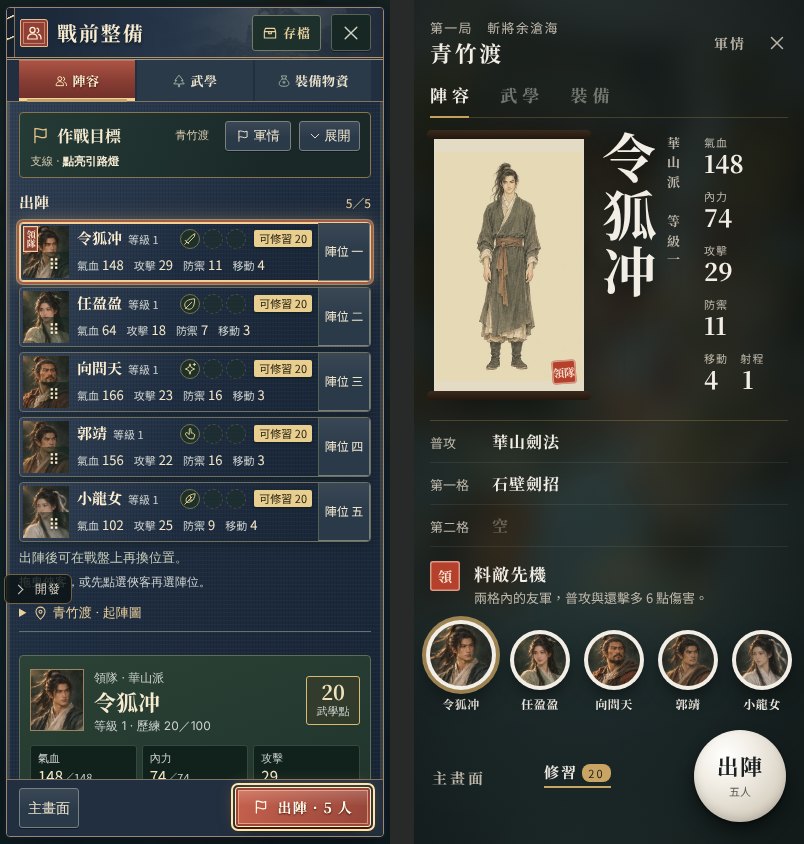 戰前整備
存檔
陣容
武學
裝備物資
作戰目標
青竹渡
軍情
展開
支線 · 點亮引路燈
出陣
5／5
領隊
令狐冲 等級 1
可修習 20
氣血 148 攻擊 29 防禦 11 移動 4
陣位 一
任盈盈 等級 1
可修習 20
氣血 64 攻擊 18 防禦 7 移動 3
陣位 二
向問天 等級 1
可修習 20
氣血 166 攻擊 23 防禦 16 移動 3
陣位 三
郭靖 等級 1
可修習 20
氣血 156 攻擊 22 防禦 16 移動 3
陣位 四
小龍女 等級 1
可修習 20
氣血 102 攻擊 25 防禦 9 移動 4
陣位 五
出陣後可在戰盤上再換位置。
，或先點選俠客再選陣位。
開發
青竹渡 · 起陣圖
領隊 · 華山派
令狐冲
等級 1 · 歷練 20／100
20
武學點
氣血
148／148
內力
74／74
攻擊
29
主畫面
出陣 · 5 人
第一局 斬將余滄海
青竹渡
軍情
陣容
武學
裝備
領隊
令狐冲
華山派 等級一
氣血
148
內力
74
攻擊
29
防禦
11
移動 射程
4 1
普攻 華山劍法
第一格 石壁劍招
第二格 空
領
料敵先機
兩格內的友軍，普攻與還擊多 6 點傷害。
令狐冲
任盈盈
向問天
郭靖
小龍女
主畫面
修習 20
出陣
五人